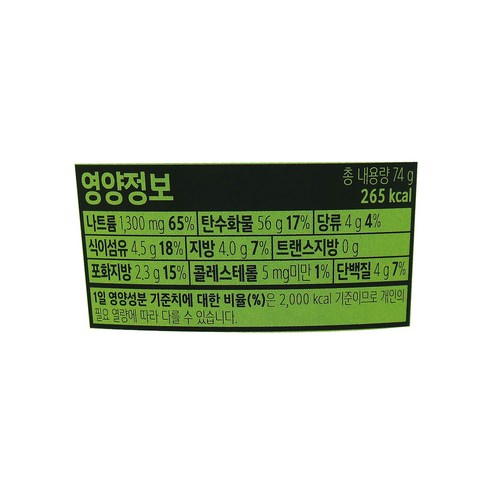 영양정보
총 내용량 74 g
265 kcal
나트륨 1,300 mg 65% 탄수화물 56 g 17% 당류 4 g 4%
식이섬유 4.5 g 18% 지방 4.0 g 7% 트랜스지방 0 g
포화지방 2.3 g 15% 콜레스테롤 5 mg미만 1% 단백질 4 g 7%
1일 영양성분 기준치에 대한 비율(%)은 2,000 kcal 기준이므로 개인의
필요 열량에 따라 다를 수 있습니다.